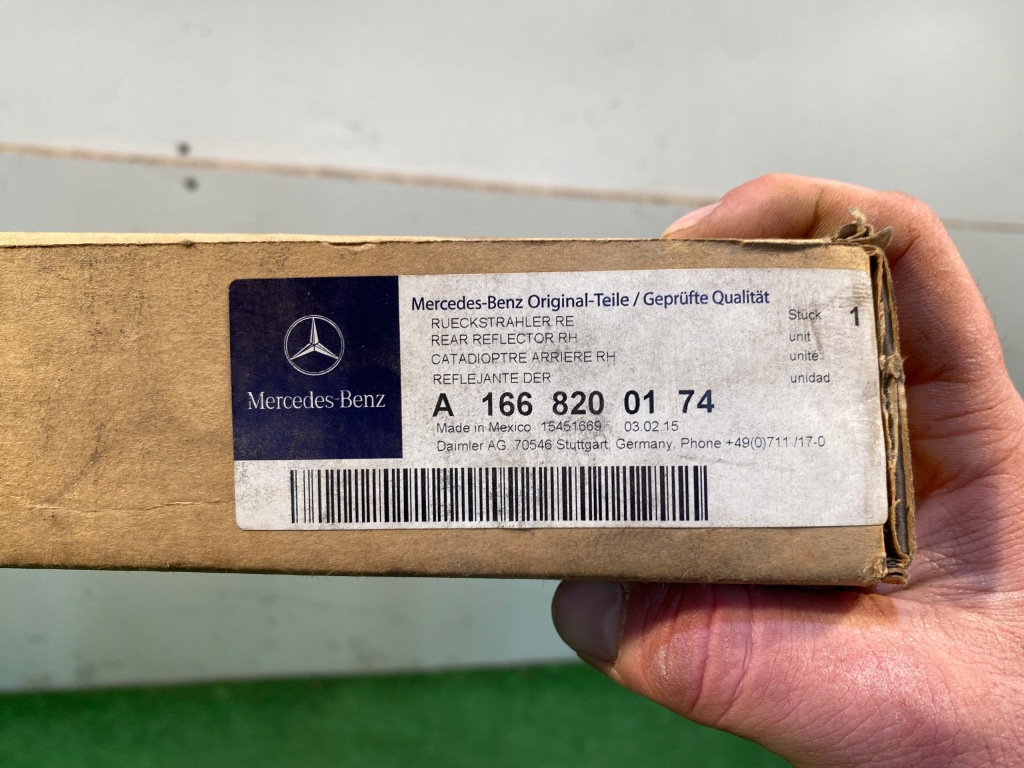 Mercedes-Benz
Mercedes-Benz Original-Teile / Geprüfte Qualität
RUECKSTRAHLER RE
REAR REFLECTOR RH
CATADIOPTRE ARRIERE RH
REFLEJANTE DER
Stück 1
unit
unité
unidad
A 166 820 01 74
Made in Mexico 15451669 03.02.15
Daimler AG. 70546 Stuttgart, Germany. Phone +49(0)711 /17-0